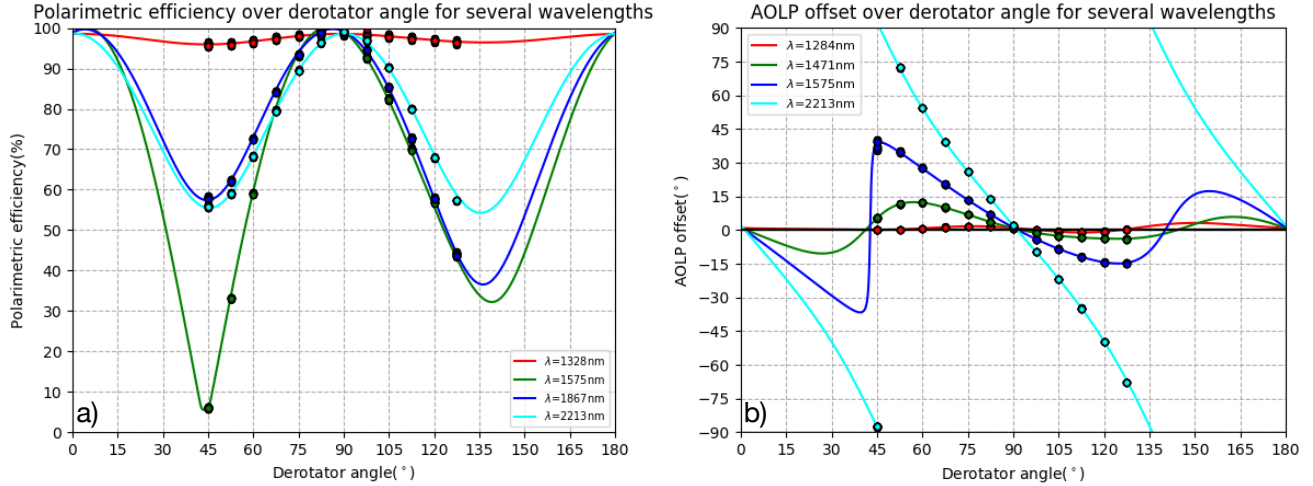 Polarimetric efficiency over derotator angle for several wavelengths
Polarimetric efficiency(%)
100
90
80
70
60
50
40
30
20
10
0
λ=1328nm
λ=1575nm
λ=1867nm
λ=2213nm
a)
0 15 30 45 60 75 90 105 120 135 150 165 180
Derotator angle(°)
AOLP offset over derotator angle for several wavelengths
AOLP offset(°)
90
75
60
45
30
15
0
−15
−30
−45
−60
−75
−90
λ=1284nm
λ=1471nm
λ=1575nm
λ=2213nm
b)
0 15 30 45 60 75 90 105 120 135 150 165 180
Derotator angle(°)